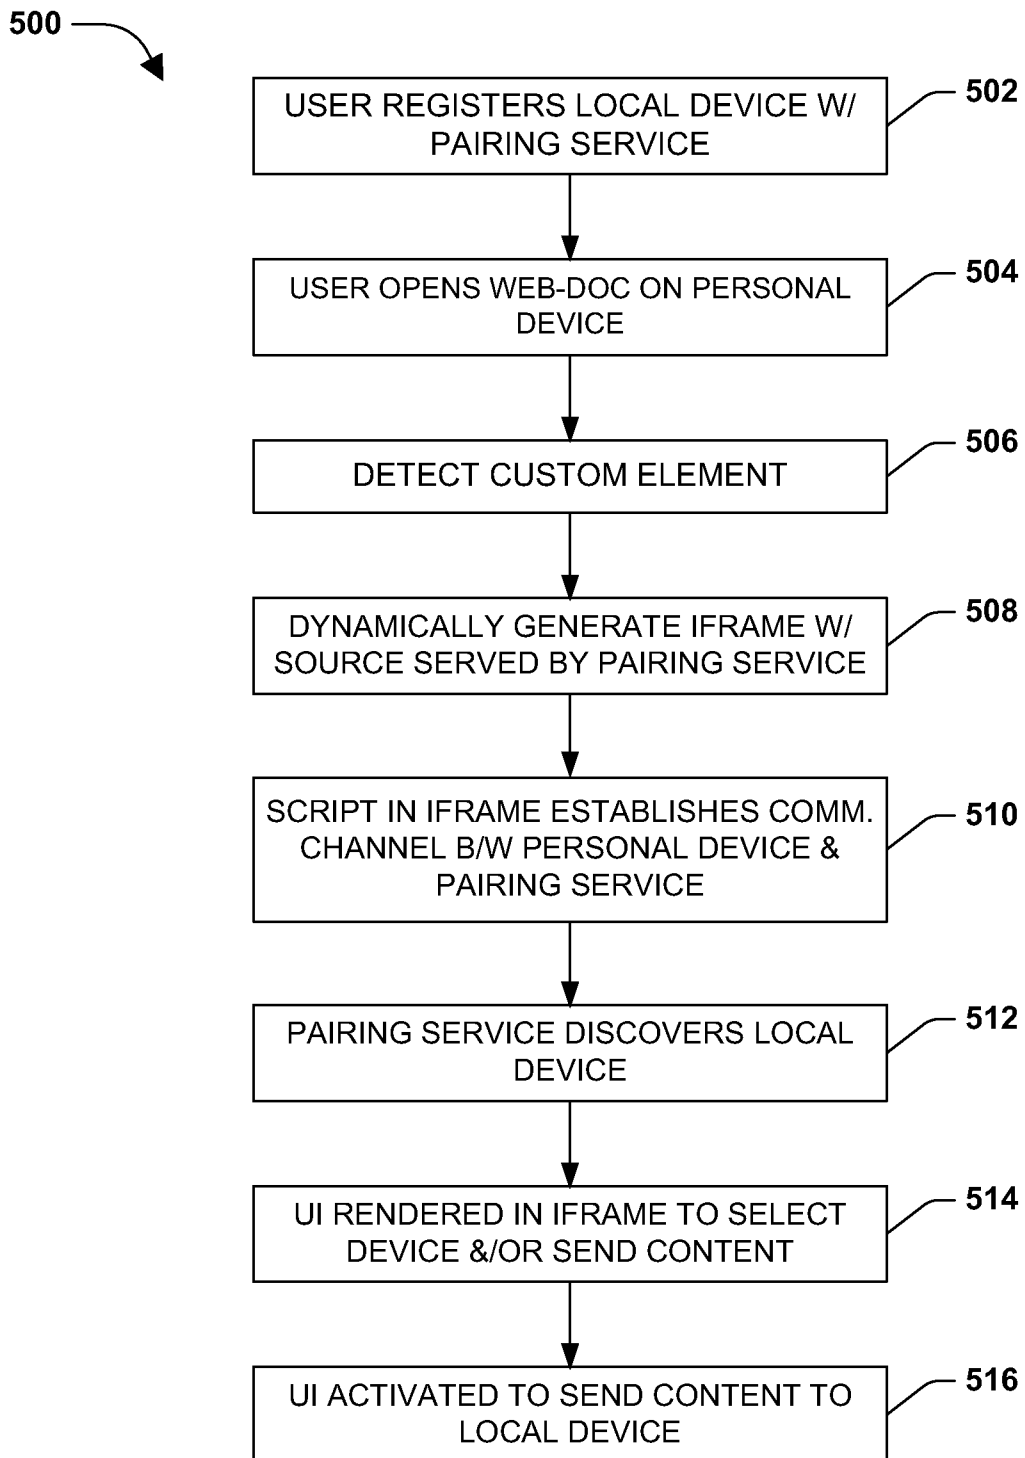 500
USER REGISTERS LOCAL DEVICE W/
PAIRING SERVICE
502
USER OPENS WEB-DOC ON PERSONAL
DEVICE
504
DETECT CUSTOM ELEMENT
506
DYNAMICALLY GENERATE IFRAME W/
SOURCE SERVED BY PAIRING SERVICE
508
SCRIPT IN IFRAME ESTABLISHES COMM.
CHANNEL B/W PERSONAL DEVICE &
PAIRING SERVICE
510
PAIRING SERVICE DISCOVERS LOCAL
DEVICE
512
UI RENDERED IN IFRAME TO SELECT
DEVICE &/OR SEND CONTENT
514
UI ACTIVATED TO SEND CONTENT TO
LOCAL DEVICE
516